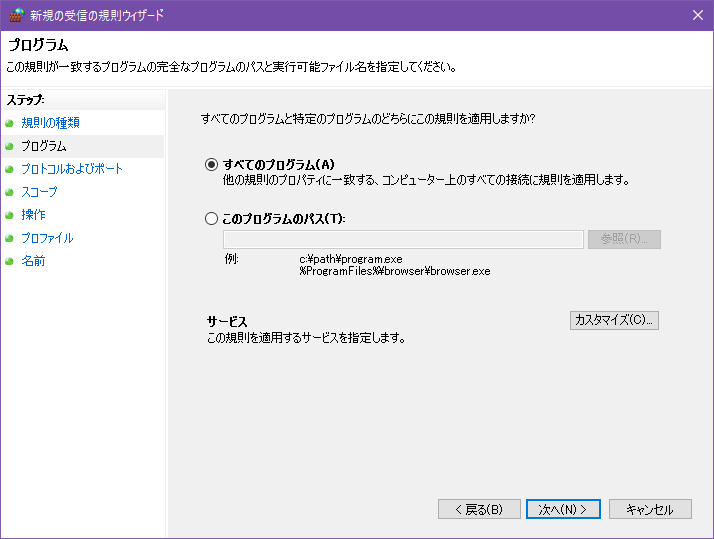 新規の受信の規則ウィザード
プログラム
この規則が一致するプログラムの完全なプログラムのパスと実行可能ファイル名を指定してください。
ステップ:
規則の種類
プログラム
プロトコルおよびポート
スコープ
操作
プロファイル
名前
すべてのプログラムと特定のプログラムのどちらにこの規則を適用しますか?
すべてのプログラム(A)
他の規則のプロパティに一致する、コンピューター上のすべての接続に規則を適用します。
このプログラムのパス(T):
参照(R)...
例: c:¥path¥program.exe
%ProgramFiles%¥browser¥browser.exe
サービス
この規則を適用するサービスを指定します。
カスタマイズ(C)...
< 戻る(B)
次へ(N) >
キャンセル